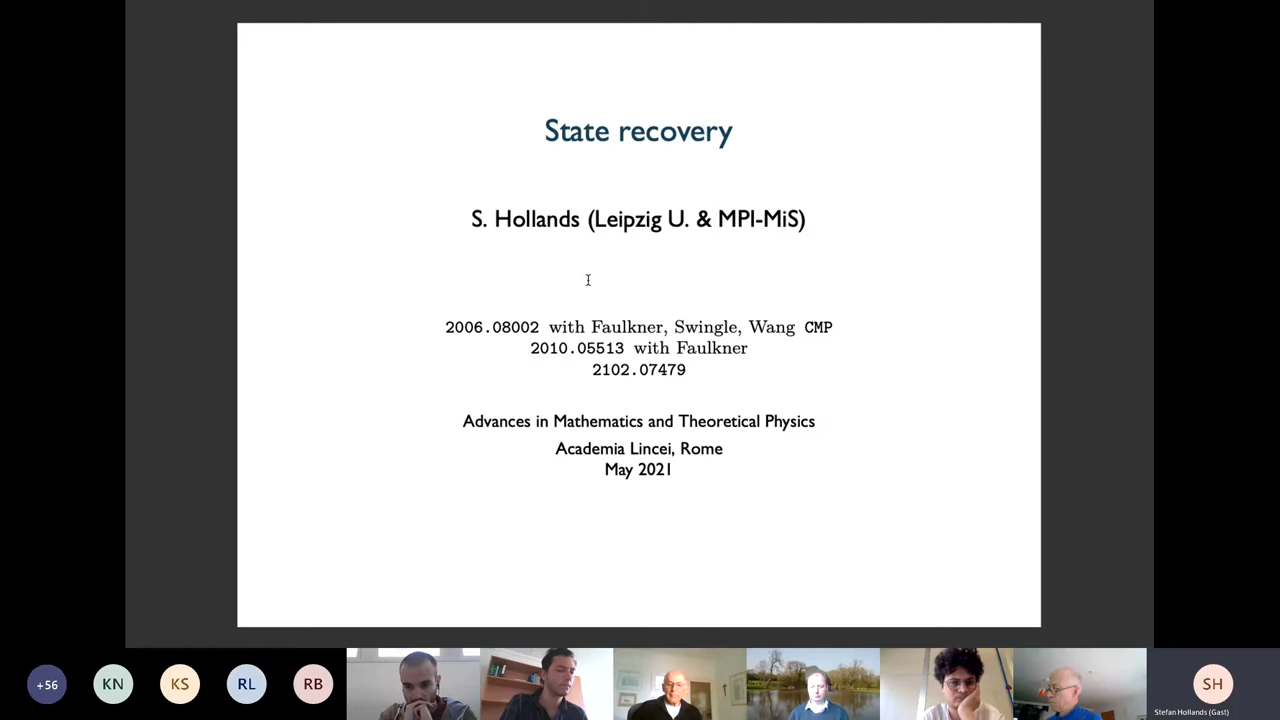 State recovery
S. Hollands (Leipzig U. & MPI-MiS)
2006.08002 with Faulkner, Swingle, Wang CMP
2010.05513 with Faulkner
2102.07479
Advances in Mathematics and Theoretical Physics
Academia Lincei, Rome
May 2021
+56
KN
KS
RL
RB
SH
Stefan Hollands (Gast)